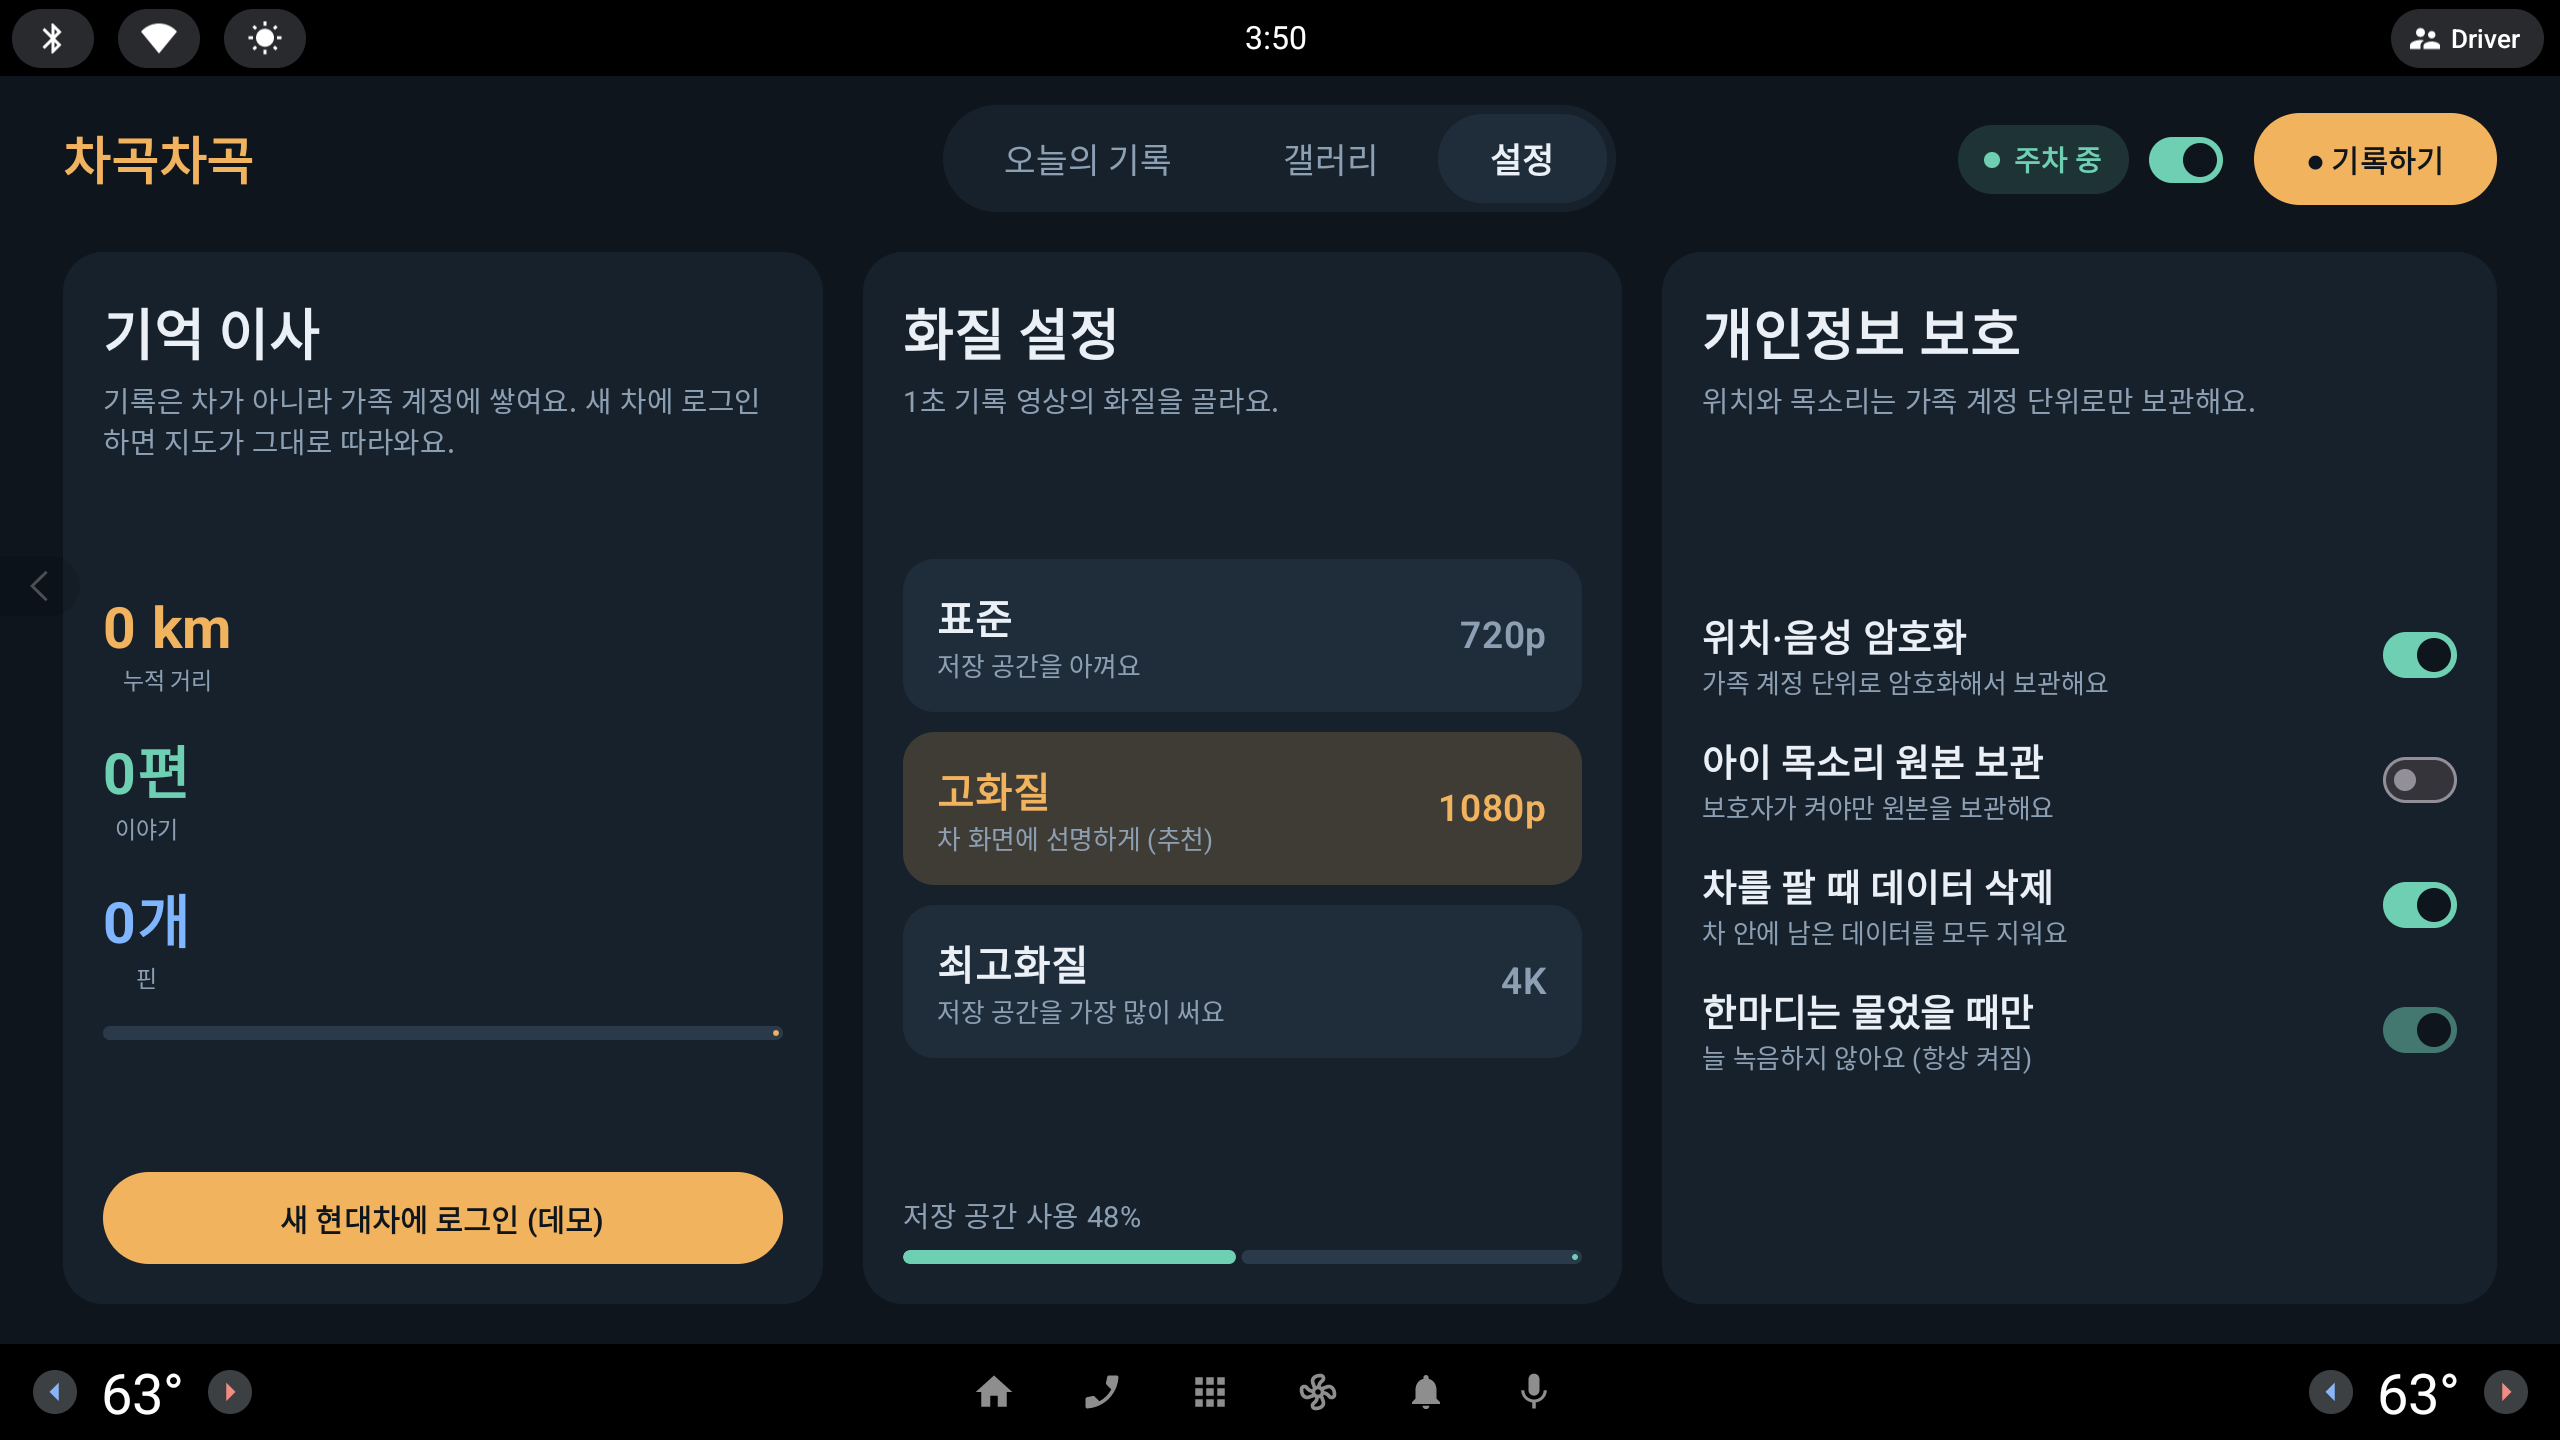 3:50
Driver
차곡차곡
오늘의 기록
갤러리
설정
주차 중
● 기록하기
기억 이사
기록은 차가 아니라 가족 계정에 쌓여요. 새 차에 로그인
하면 지도가 그대로 따라와요.
0 km
누적 거리
0편
이야기
0개
핀
새 현대차에 로그인 (데모)
화질 설정
1초 기록 영상의 화질을 골라요.
표준
저장 공간을 아껴요
720p
고화질
차 화면에 선명하게 (추천)
1080p
최고화질
저장 공간을 가장 많이 써요
4K
저장 공간 사용 48%
개인정보 보호
위치와 목소리는 가족 계정 단위로만 보관해요.
위치·음성 암호화
가족 계정 단위로 암호화해서 보관해요
아이 목소리 원본 보관
보호자가 켜야만 원본을 보관해요
차를 팔 때 데이터 삭제
차 안에 남은 데이터를 모두 지워요
한마디는 물었을 때만
늘 녹음하지 않아요 (항상 켜짐)
63°
63°